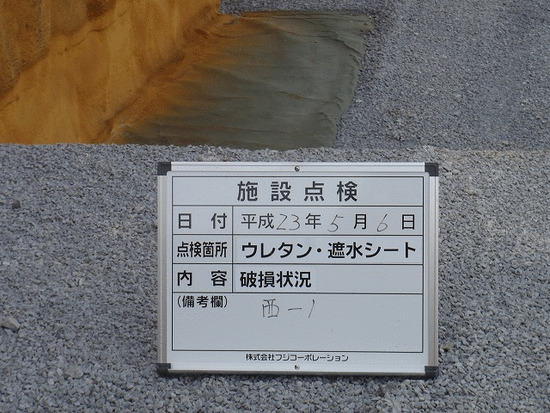 施設点検
日付 平成23年5月6日
点検箇所 ウレタン・遮水シート
内容 破損状況
(備考欄) 西-1
株式会社フジコーポレーション